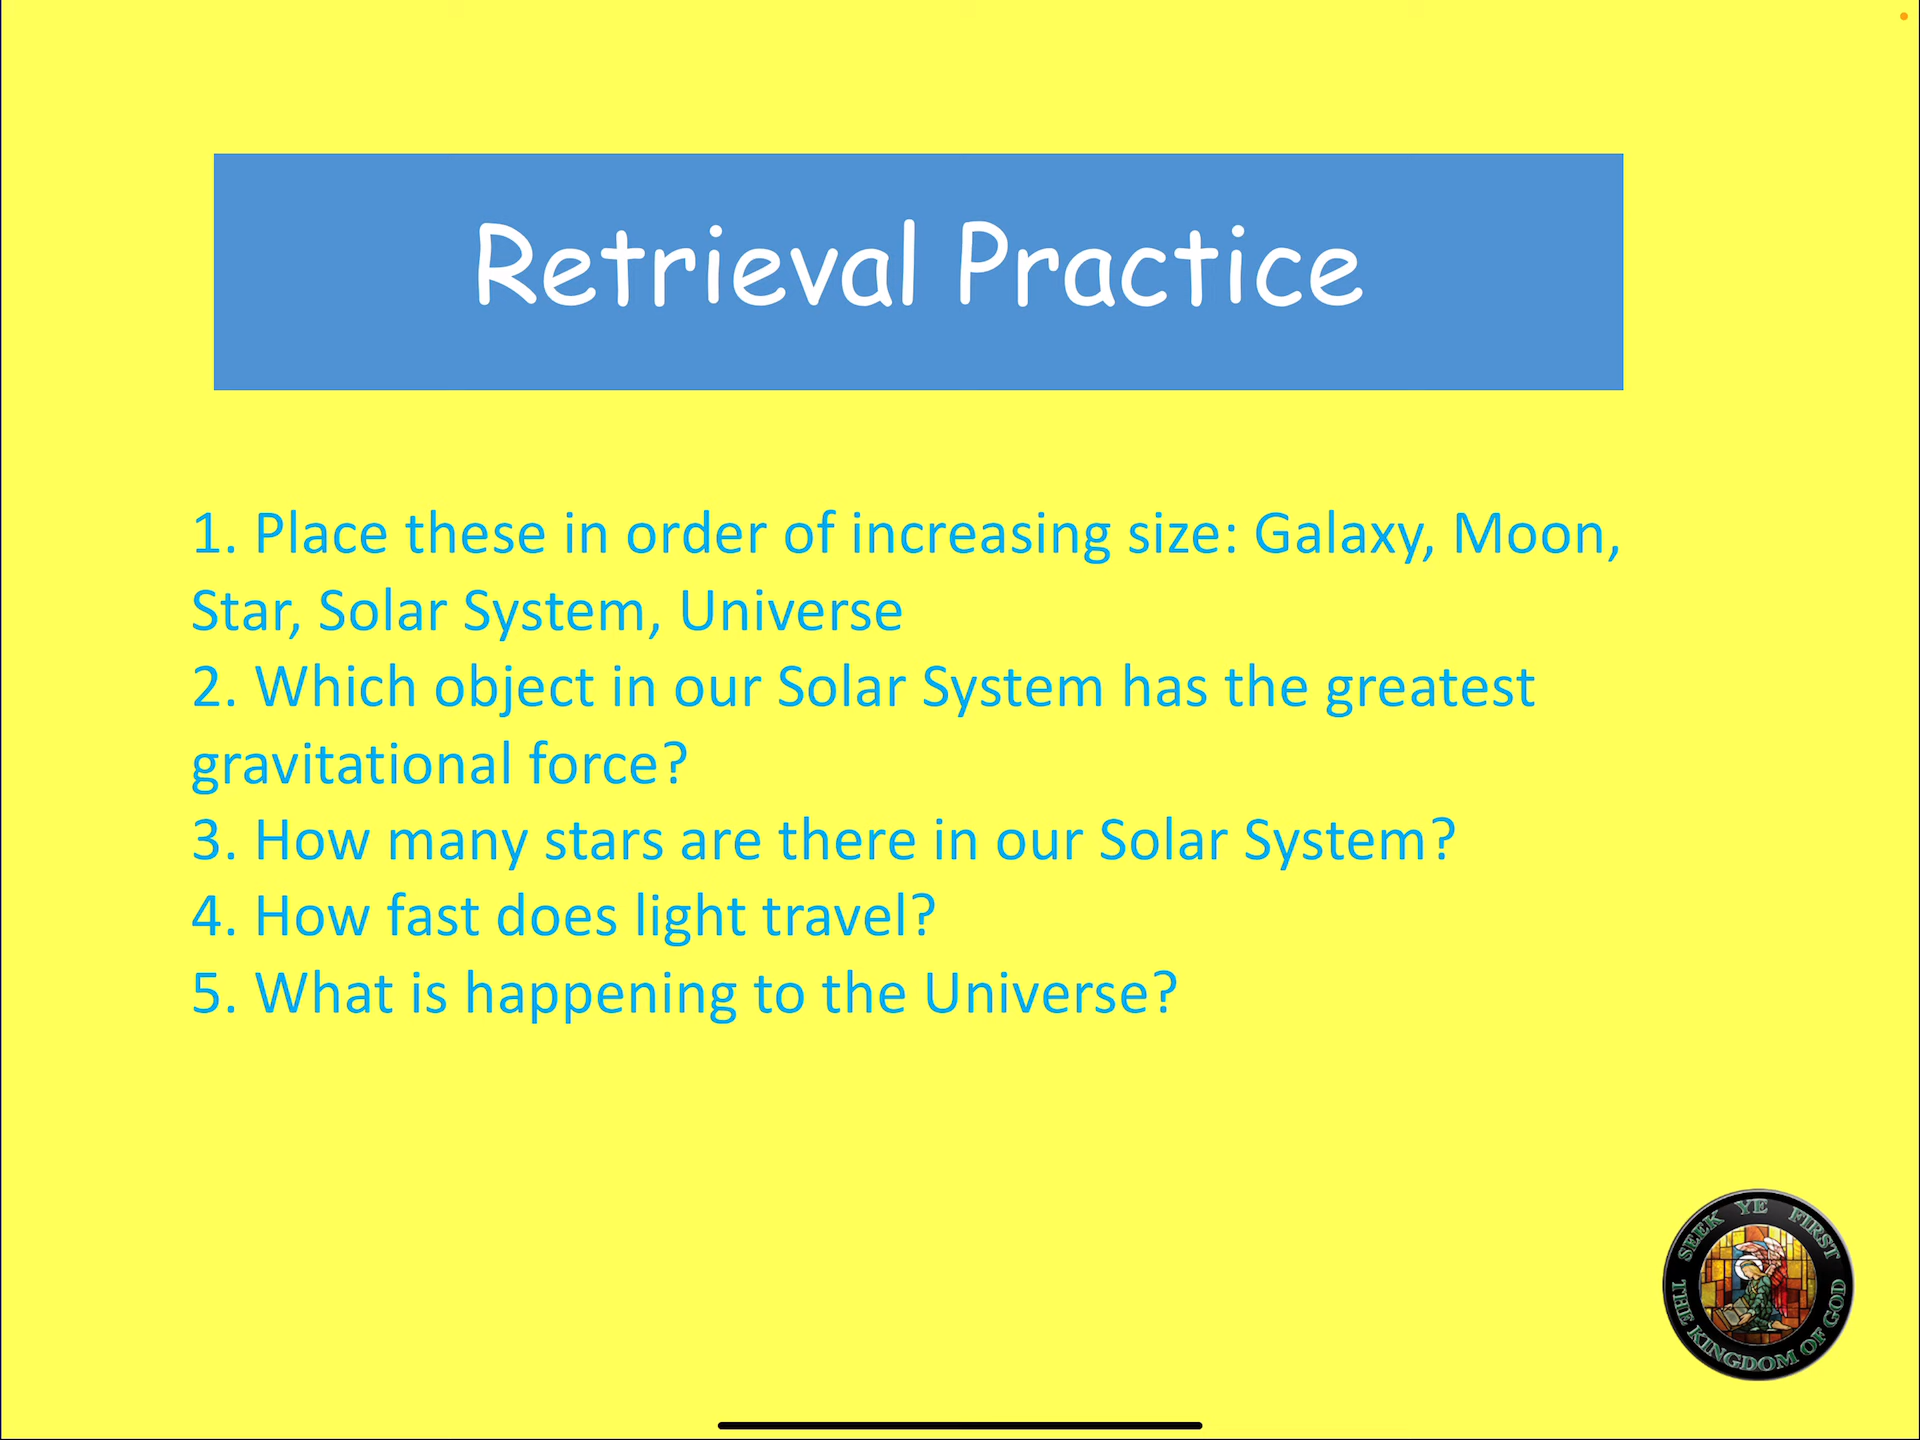 Retrieval Practice
1. Place these in order of increasing size: Galaxy, Moon,
Star, Solar System, Universe
2. Which object in our Solar System has the greatest
gravitational force?
3. How many stars are there in our Solar System?
4. How fast does light travel?
5. What is happening to the Universe?
SEEK YE FIRST
THE KINGDOM OF GOD